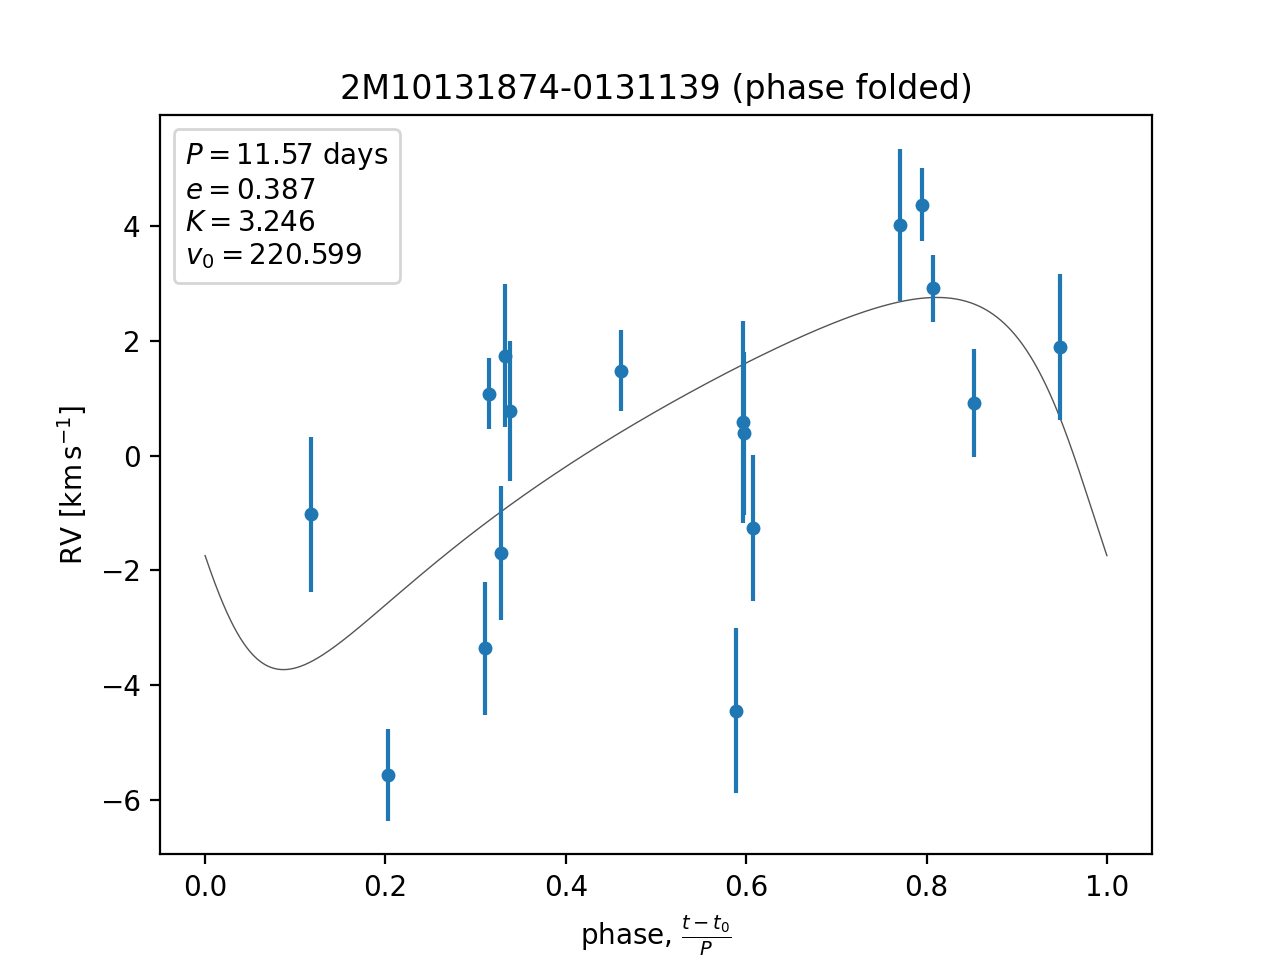 2M10131874-0131139 (phase folded)
P = 11.57 days
e = 0.387
K = 3.246
v₀ = 220.599
4
2
0
−2
−4
−6
RV [km s⁻¹]
0.0 0.2 0.4 0.6 0.8 1.0
phase, (t − t₀)/P